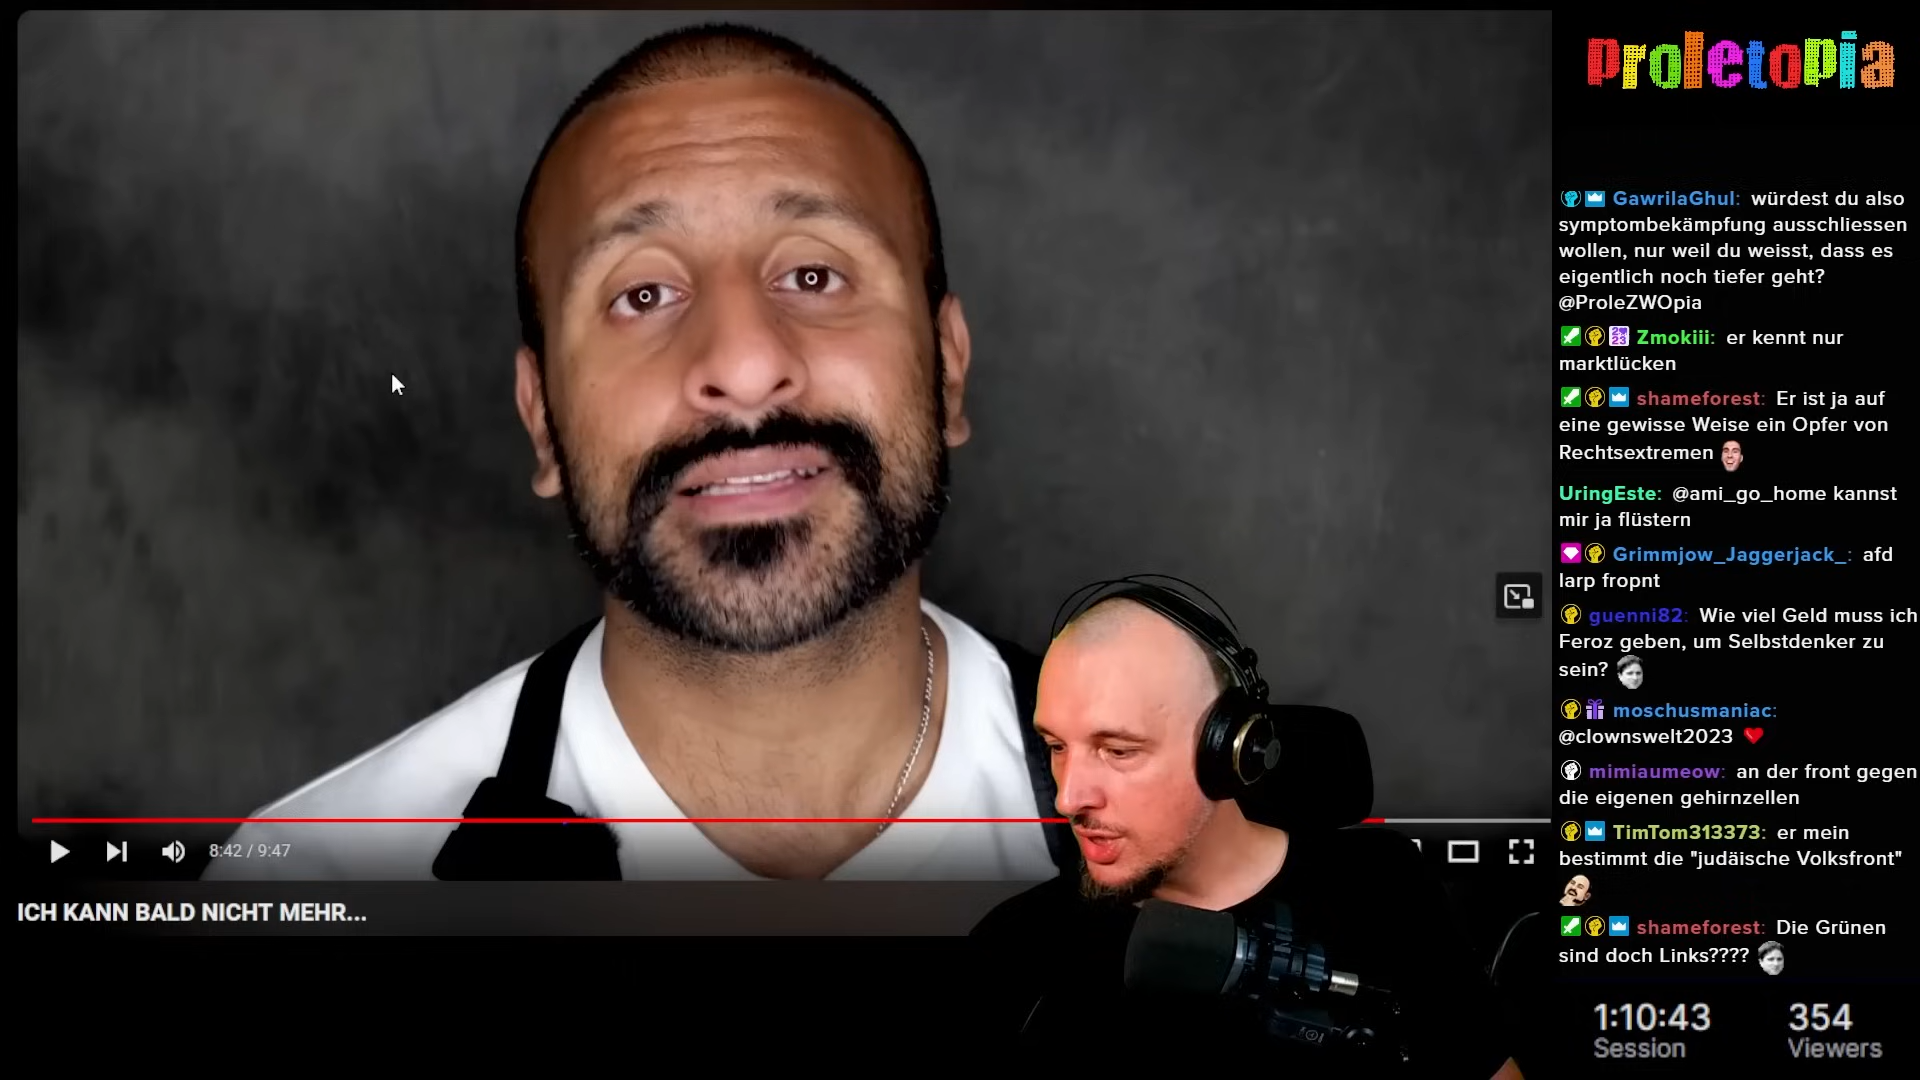 Proletopia
GawrilaGhul: würdest du also
symptombekämpfung ausschliessen
wollen, nur weil du weisst, dass es
eigentlich noch tiefer geht?
@ProleZWOpia
Zmokiii: er kennt nur
marktlücken
shameforest: Er ist ja auf
eine gewisse Weise ein Opfer von
Rechtsextremen
UringEste: @ami_go_home kannst
mir ja flüstern
Grimmjow_Jaggerjack_: afd
larp fropnt
guenni82: Wie viel Geld muss ich
Feroz geben, um Selbstdenker zu
sein?
moschusmaniac:
@clownswelt2023
mimiaumeow: an der front gegen
die eigenen gehirnzellen
TimTom313373: er mein
bestimmt die "judäische Volksfront"
shameforest: Die Grünen
sind doch Links????
8:42 / 9:47
ICH KANN BALD NICHT MEHR...
1:10:43
Session
354
Viewers